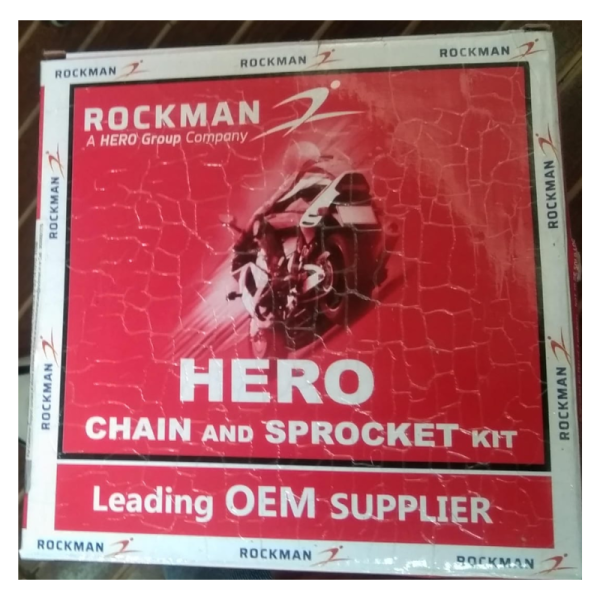 ROCKMAN
ROCKMAN
ROCKMAN
ROCKMAN
A HERO Group Company
ROCKMAN
ROCKMAN
HERO
CHAIN AND SPROCKET KIT
ROCKMAN
ROCKMAN
Leading OEM SUPPLIER
ROCKMAN
ROCKMAN
ROCKMAN